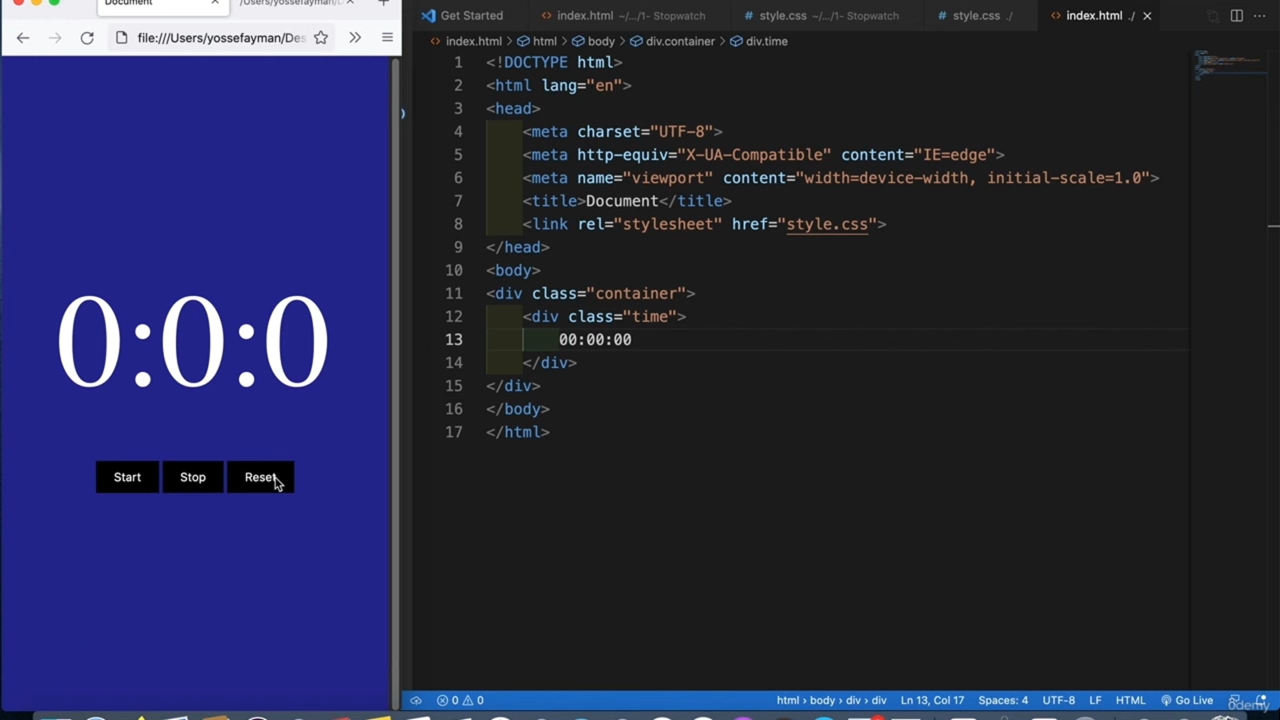 Document
/Users/yossefayman/D
file:///Users/yossefayman/Des
0:0:0
Start
Stop
Reset
Get Started
index.html ~/.../1- Stopwatch
style.css ~/.../1- Stopwatch
style.css ./
index.html ./
index.html > html > body > div.container > div.time
1 <!DOCTYPE html>
2 <html lang="en">
3 <head>
4 <meta charset="UTF-8">
5 <meta http-equiv="X-UA-Compatible" content="IE=edge">
6 <meta name="viewport" content="width=device-width, initial-scale=1.0">
7 <title>Document</title>
8 <link rel="stylesheet" href="style.css">
9 </head>
10 <body>
11 <div class="container">
12 <div class="time">
13 00:00:00
14 </div>
15 </div>
16 </body>
17 </html>
0 0
html > body > div > div
Ln 13, Col 17
Spaces: 4
UTF-8
LF
HTML
Go Live
udemy